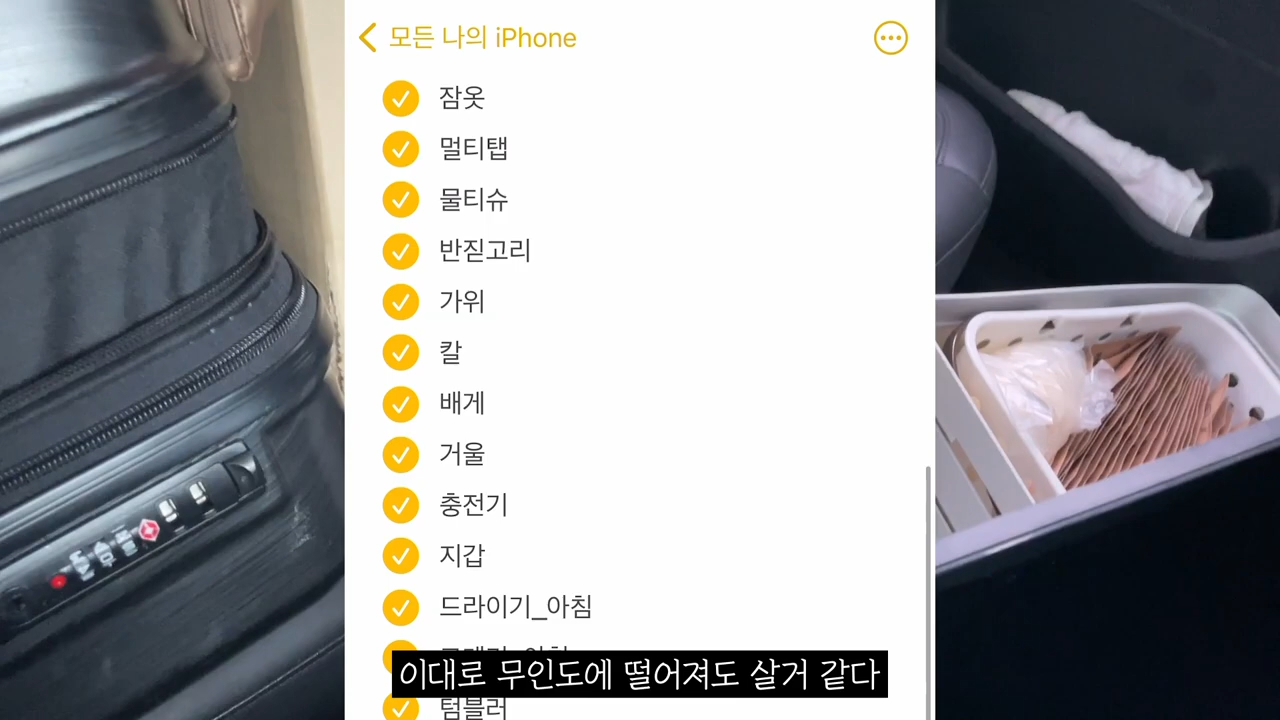 모든 나의 iPhone
잠옷
멀티탭
물티슈
반짇고리
가위
칼
배게
거울
충전기
지갑
드라이기_아침
이대로 무인도에 떨어져도 살거 같다
텀블러